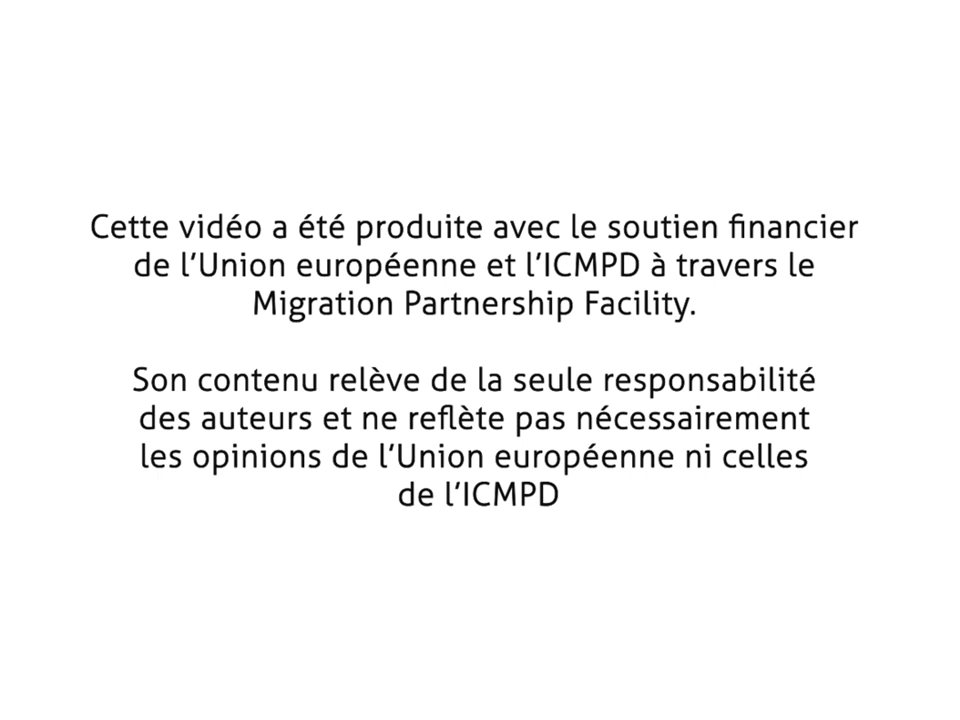 Cette vidéo a été produite avec le soutien financier
de l’Union européenne et l’ICMPD à travers le
Migration Partnership Facility.
Son contenu relève de la seule responsabilité
des auteurs et ne reflète pas nécessairement
les opinions de l’Union européenne ni celles
de l’ICMPD